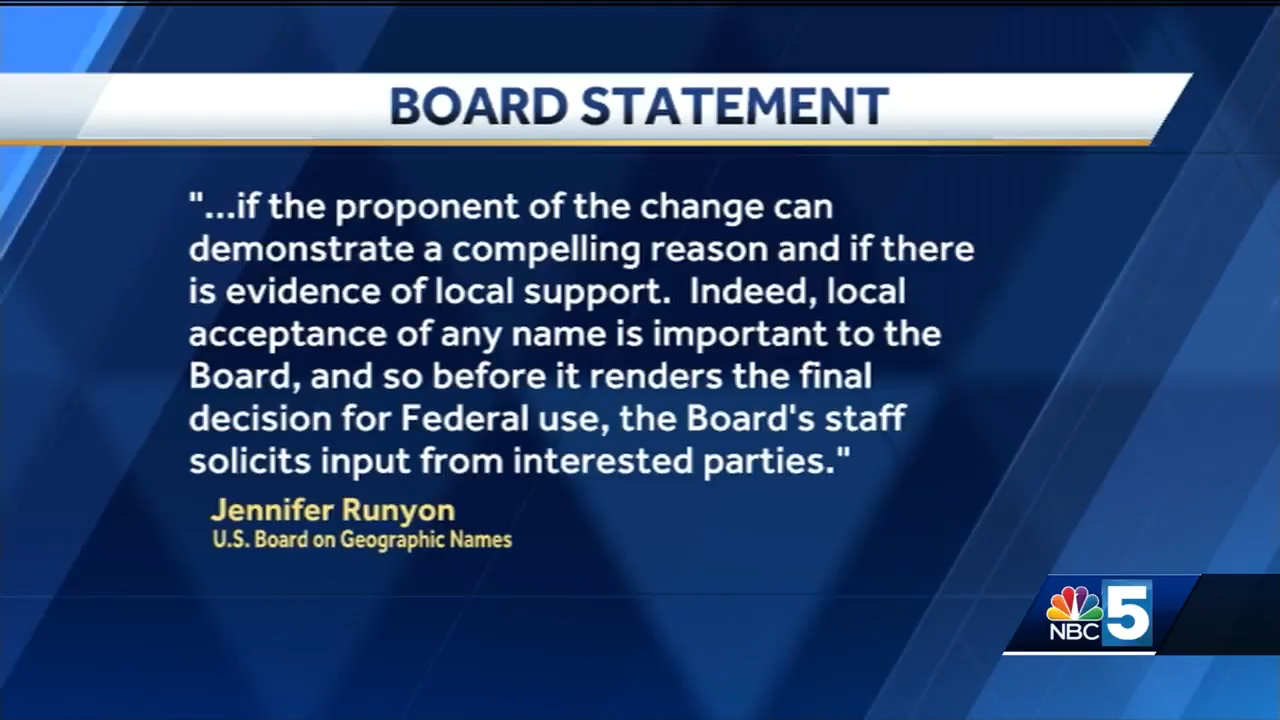 BOARD STATEMENT
"...if the proponent of the change can
demonstrate a compelling reason and if there
is evidence of local support.  Indeed, local
acceptance of any name is important to the
Board, and so before it renders the final
decision for Federal use, the Board's staff
solicits input from interested parties."
Jennifer Runyon
U.S. Board on Geographic Names
NBC 5